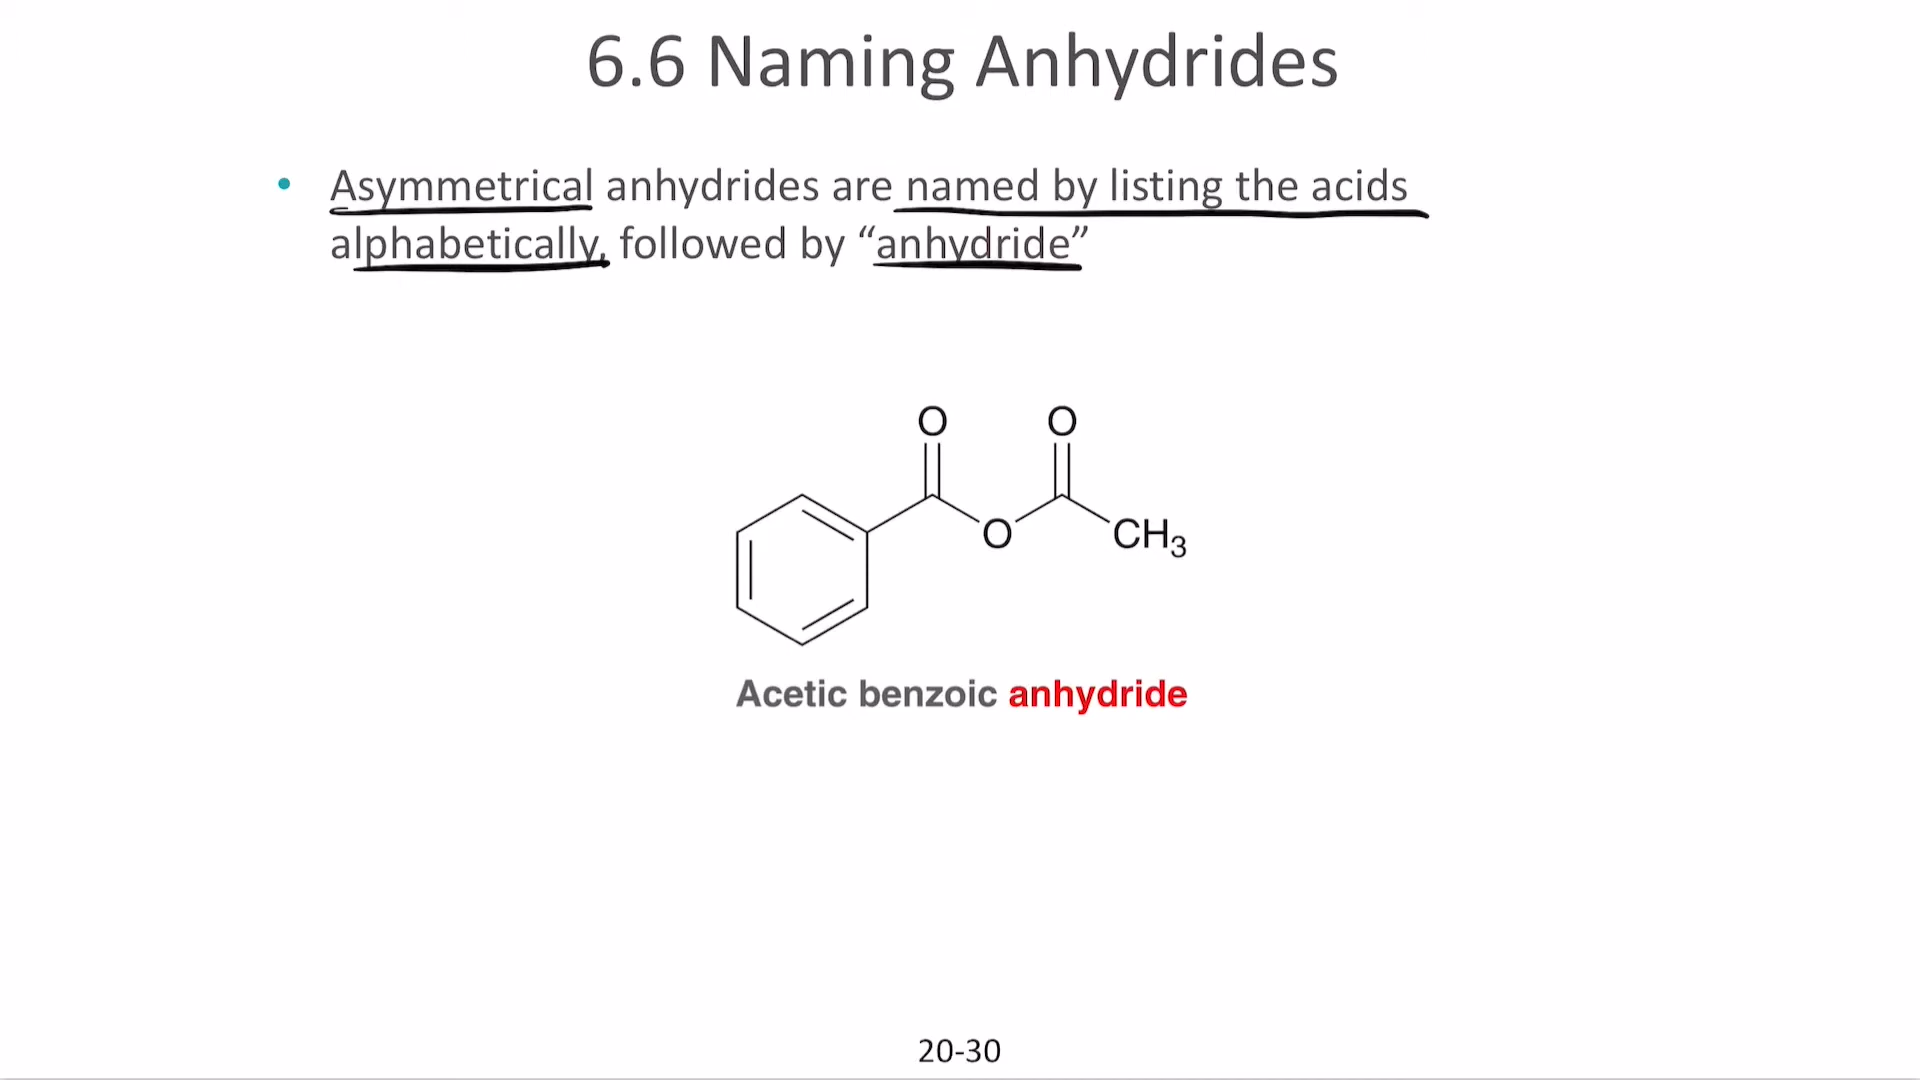 6.6 Naming Anhydrides
• Asymmetrical anhydrides are named by listing the acids
alphabetically, followed by “anhydride”
O O
O CH₃
Acetic benzoic anhydride
20-30